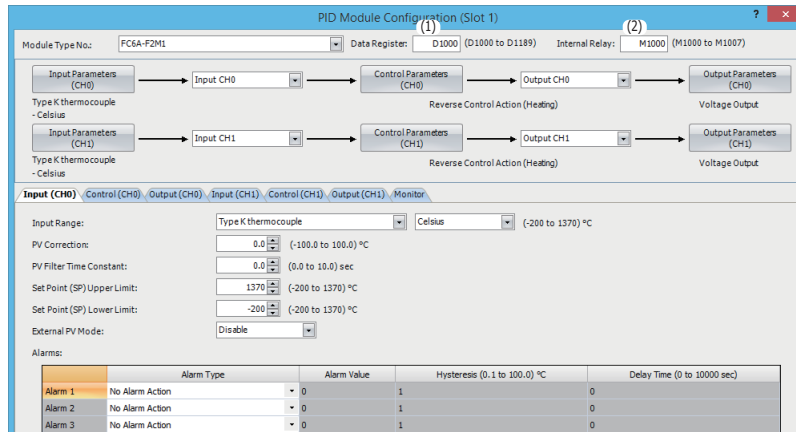 PID Module Configuration (Slot 1)
? ×
(1) (2)
Module Type No.: FC6A-F2M1 Data Register: D1000 (D1000 to D1189) Internal Relay: M1000 (M1000 to M1007)
Input Parameters (CH0) Input CH0 Control Parameters (CH0) Output CH0 Output Parameters (CH0)
Type K thermocouple Reverse Control Action (Heating) Voltage Output
- Celsius
Input Parameters (CH1) Input CH1 Control Parameters (CH1) Output CH1 Output Parameters (CH1)
Type K thermocouple Reverse Control Action (Heating) Voltage Output
- Celsius
Input (CH0) Control (CH0) Output (CH0) Input (CH1) Control (CH1) Output (CH1) Monitor
Input Range: Type K thermocouple Celsius (-200 to 1370) °C
PV Correction: 0.0 (-100.0 to 100.0) °C
PV Filter Time Constant: 0.0 (0.0 to 10.0) sec
Set Point (SP) Upper Limit: 1370 (-200 to 1370) °C
Set Point (SP) Lower Limit: -200 (-200 to 1370) °C
External PV Mode: Disable
Alarms:
Alarm Type Alarm Value Hysteresis (0.1 to 100.0) °C Delay Time (0 to 10000 sec)
Alarm 1 No Alarm Action 0 1 0
Alarm 2 No Alarm Action 0 1 0
Alarm 3 No Alarm Action 0 1 0